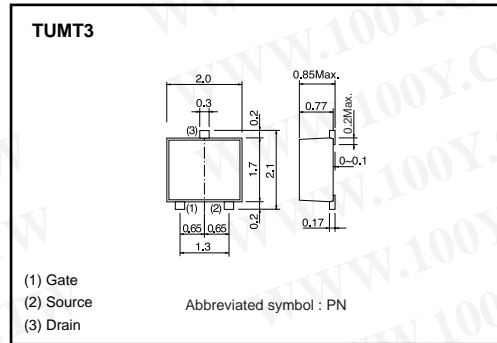 TUMT3
2.0
0.3
(3)
0.2
1.7
2.1
(1) (2)
0.65 0.65
0.2
1.3
0.85Max.
0.77
0.2Max.
0~0.1
0.17
(1) Gate
(2) Source
(3) Drain
Abbreviated symbol : PN
WWW.100Y.C